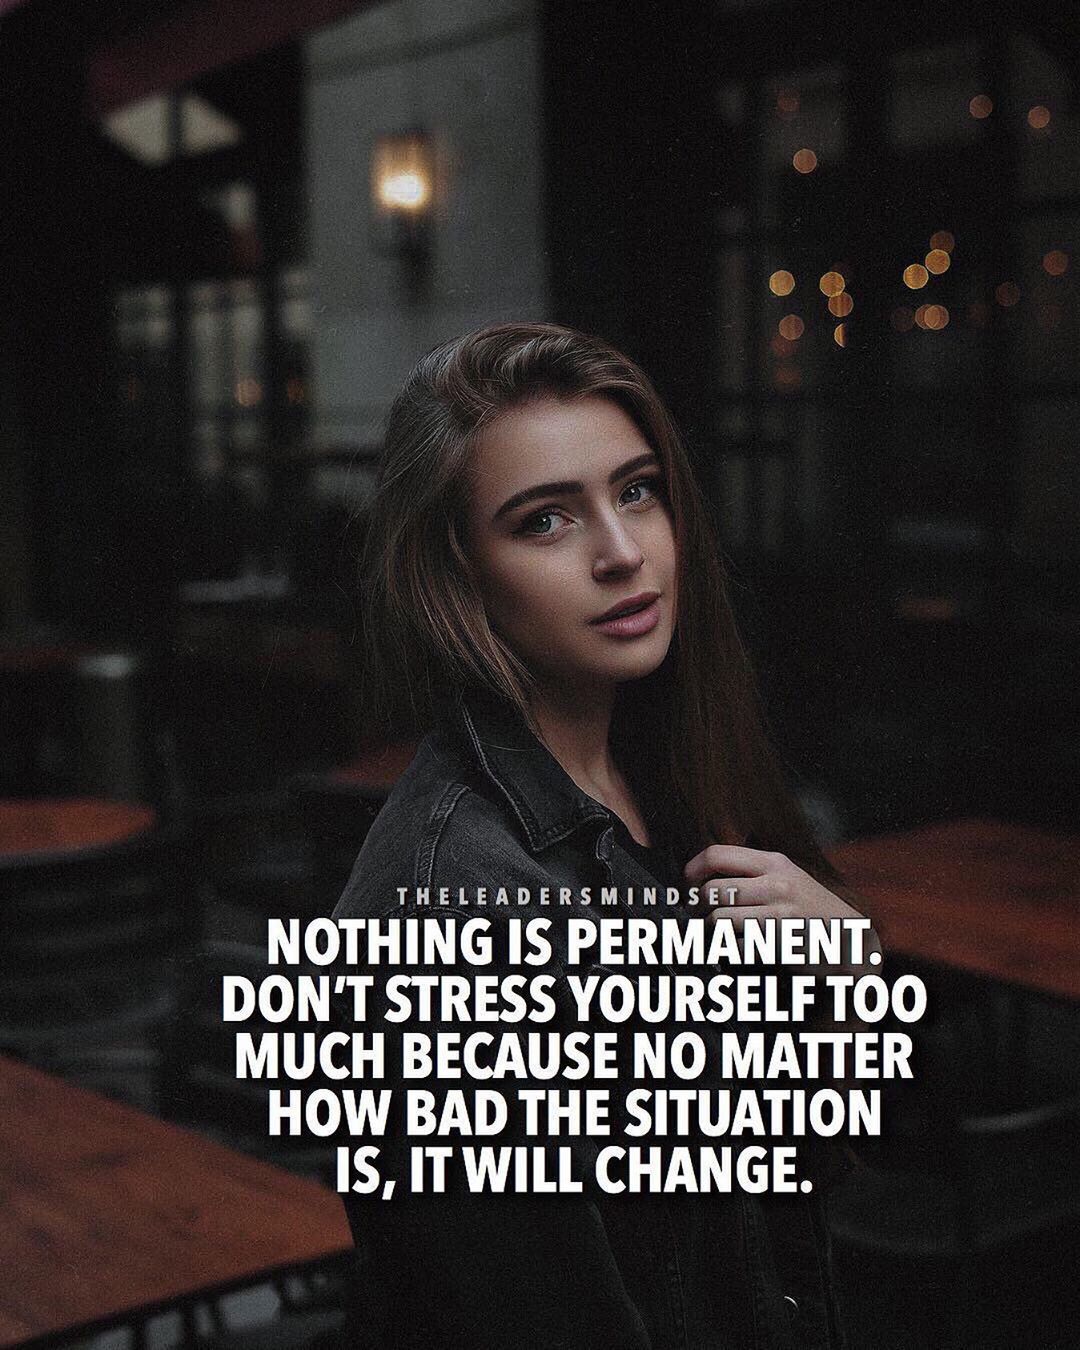 THELEADERSMINDSET
NOTHING IS PERMANENT.
DON'T STRESS YOURSELF TOO
MUCH BECAUSE NO MATTER
HOW BAD THE SITUATION
IS, IT WILL CHANGE.